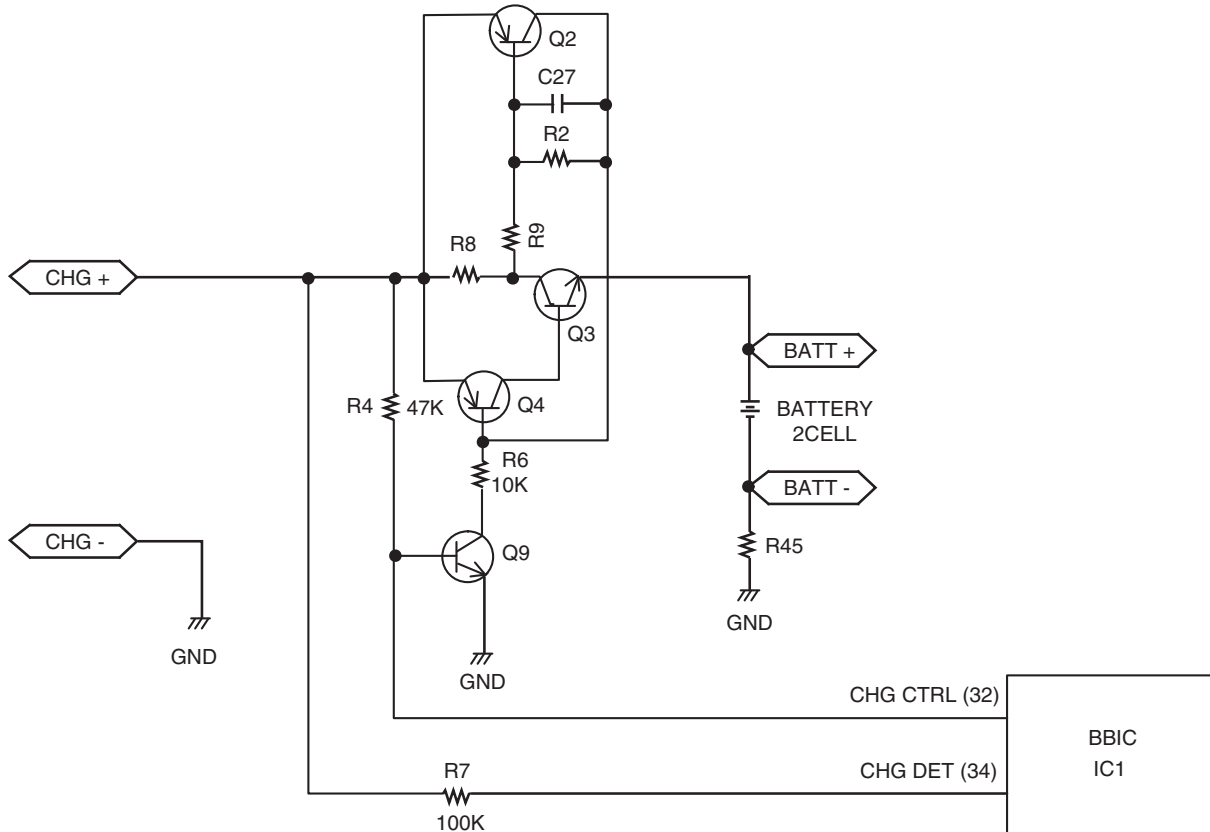 Q2
C27
R2
R9
R8
CHG +
Q3
BATT +
R4 47K
Q4
BATTERY
2CELL
R6
10K
BATT -
CHG -
Q9
R45
GND
GND
GND
CHG CTRL (32)
BBIC
IC1
CHG DET (34)
R7
100K